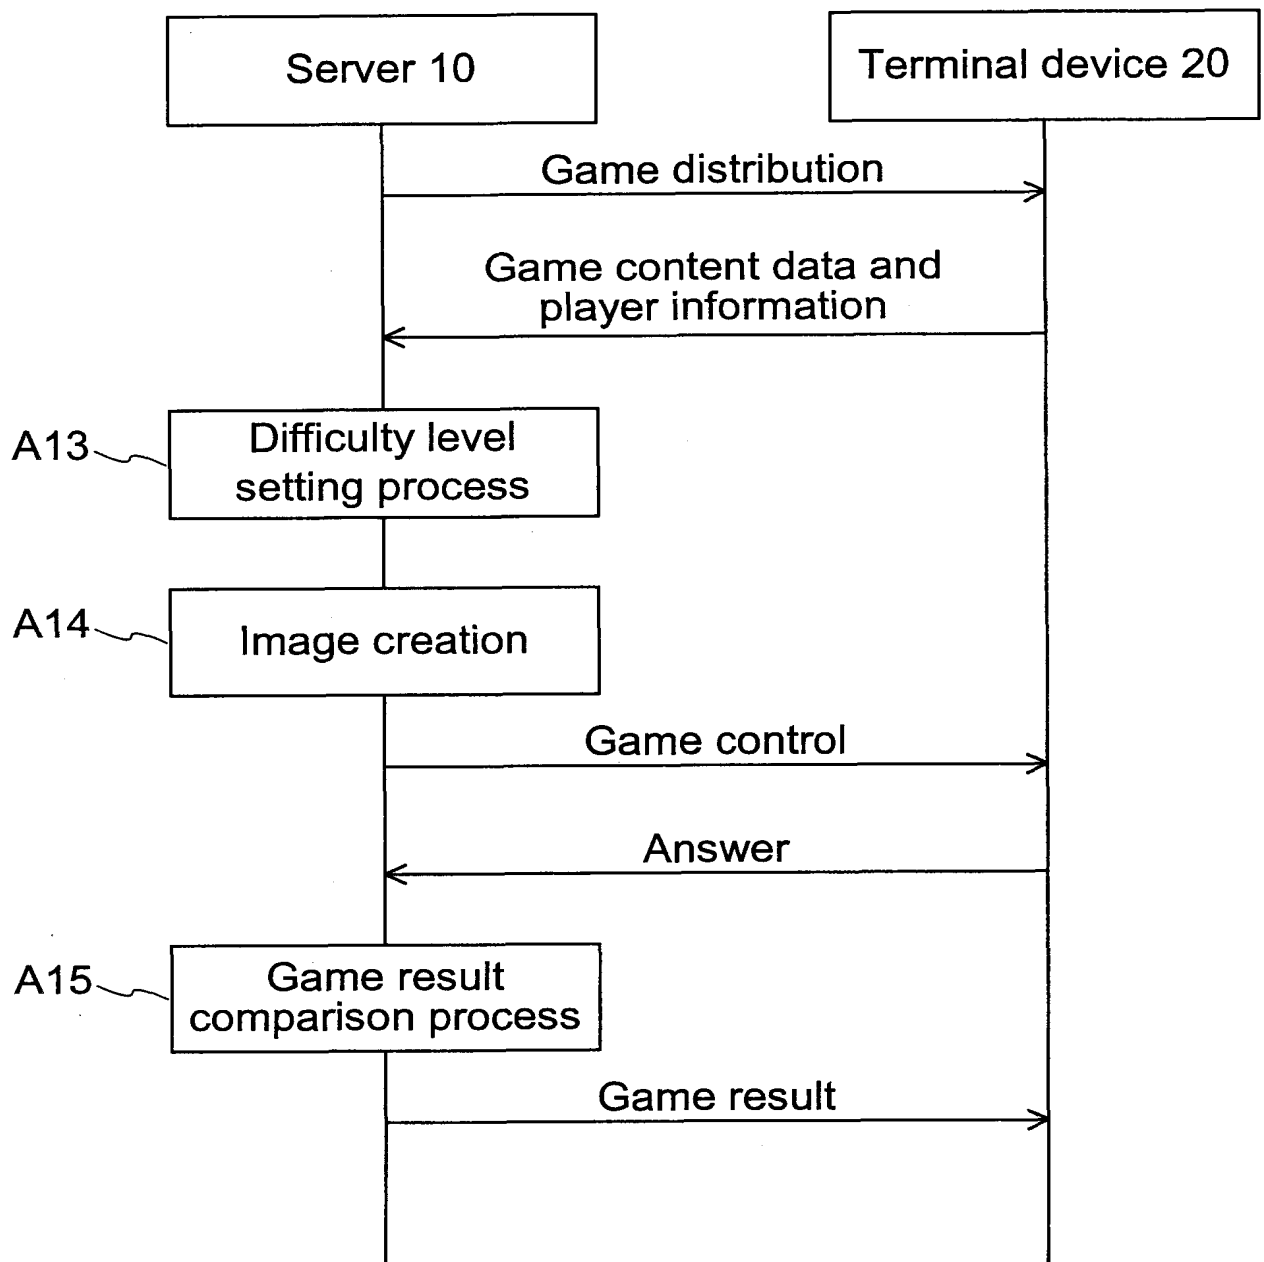 Server 10
Terminal device 20
Game distribution
Game content data and
player information
A13
Difficulty level
setting process
A14
Image creation
Game control
Answer
A15
Game result
comparison process
Game result